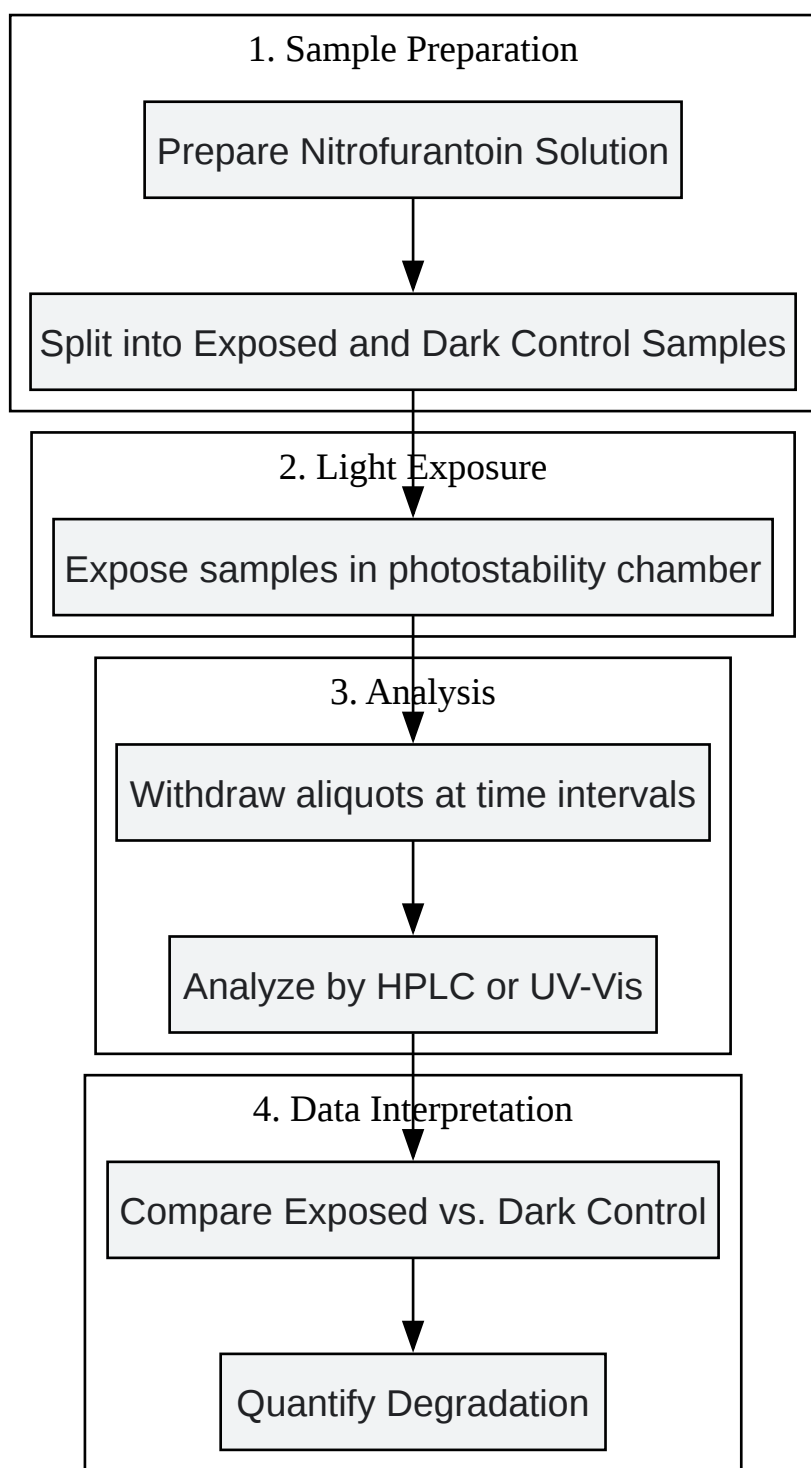 1. Sample Preparation
Prepare Nitrofurantoin Solution
Split into Exposed and Dark Control Samples
2. Light Exposure
Expose samples in photostability chamber
3. Analysis
Withdraw aliquots at time intervals
Analyze by HPLC or UV-Vis
4. Data Interpretation
Compare Exposed vs. Dark Control
Quantify Degradation